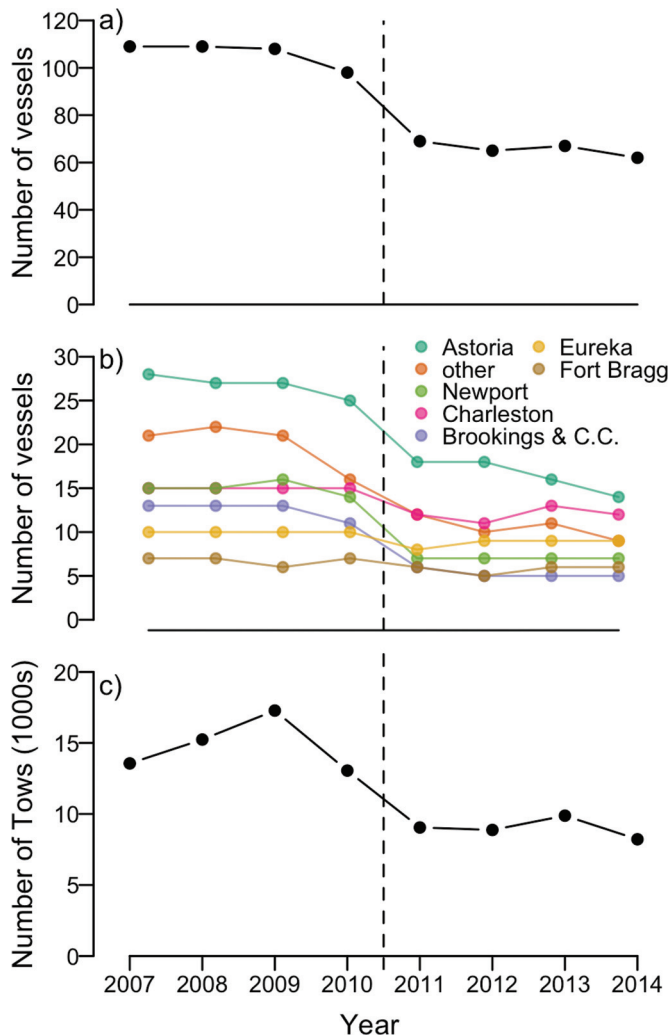 a)
Number of vessels
120
100
80
60
40
20
0
b)
Number of vessels
30
25
20
15
10
5
0
Astoria
other
Newport
Charleston
Brookings & C.C.
Eureka
Fort Bragg
c)
Number of Tows (1000s)
20
15
10
5
0
2007 2008 2009 2010 2011 2012 2013 2014
Year